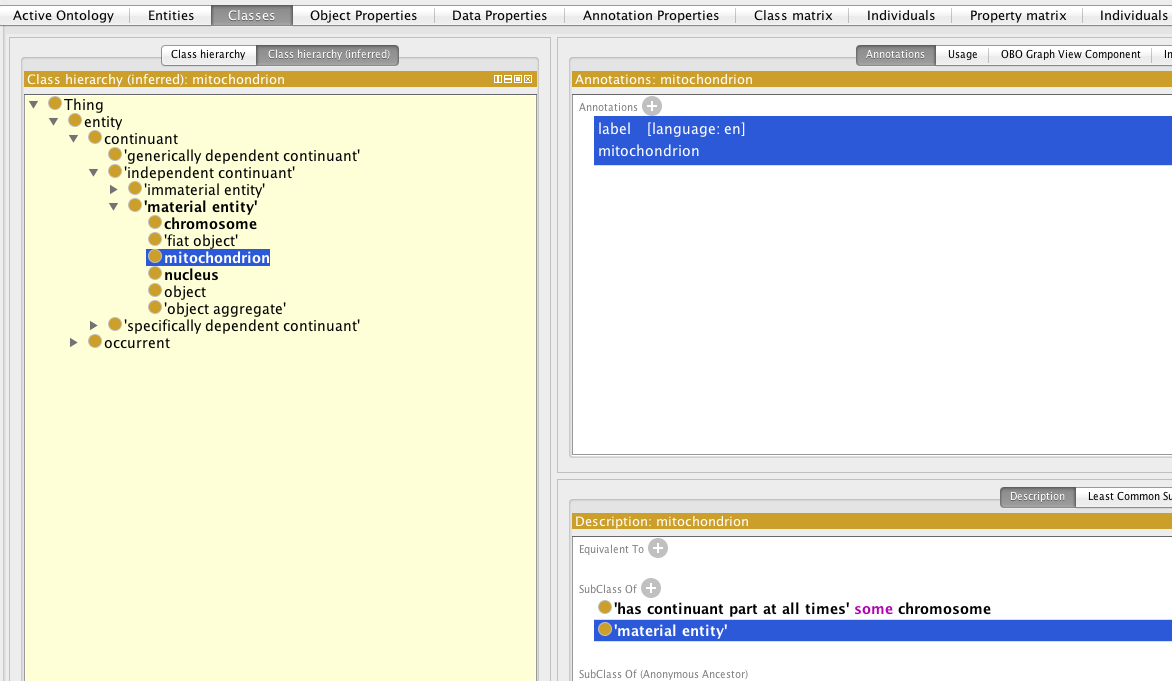 Active Ontology Entities Classes Object Properties Data Properties Annotation Properties Class matrix Individuals Property matrix Individuals
Class hierarchy Class hierarchy (inferred)
Class hierarchy (inferred): mitochondrion
Thing
entity
continuant
'generically dependent continuant'
'independent continuant'
'immaterial entity'
'material entity'
chromosome
'fiat object'
mitochondrion
nucleus
object
'object aggregate'
'specifically dependent continuant'
occurrent
Annotations Usage OBO Graph View Component
Annotations: mitochondrion
Annotations
label [language: en]
mitochondrion
Description Least Common
Description: mitochondrion
Equivalent To
SubClass Of
'has continuant part at all times' some chromosome
'material entity'
SubClass Of (Anonymous Ancestor)